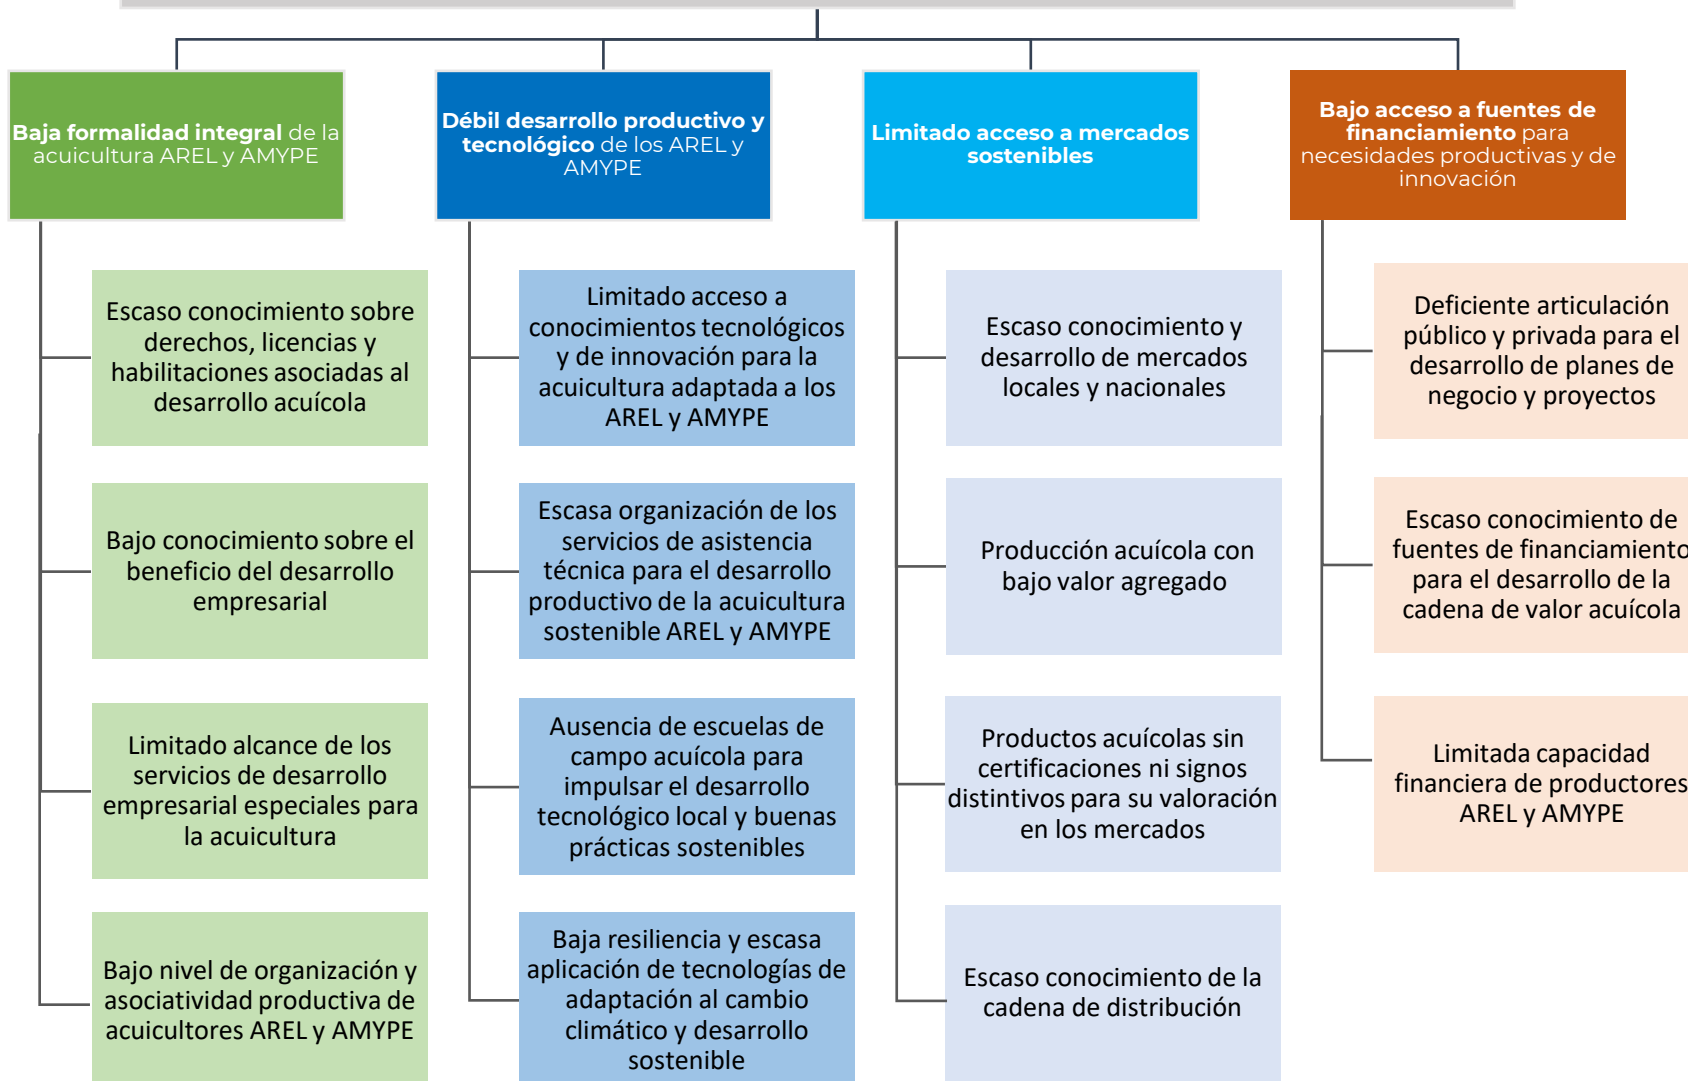 Baja formalidad integral de la
acuicultura AREL y AMYPE
Débil desarrollo productivo y
tecnológico de los AREL y
AMYPE
Limitado acceso a mercados
sostenibles
Bajo acceso a fuentes de
financiamiento para
necesidades productivas y de
innovación
Escaso conocimiento sobre
derechos, licencias y
habilitaciones asociadas al
desarrollo acuícola
Bajo conocimiento sobre el
beneficio del desarrollo
empresarial
Limitado alcance de los
servicios de desarrollo
empresarial especiales para
la acuicultura
Bajo nivel de organización y
asociatividad productiva de
acuicultores AREL y AMYPE
Limitado acceso a
conocimientos tecnológicos
y de innovación para la
acuicultura adaptada a los
AREL y AMYPE
Escasa organización de los
servicios de asistencia
técnica para el desarrollo
productivo de la acuicultura
sostenible AREL y AMYPE
Ausencia de escuelas de
campo acuícola para
impulsar el desarrollo
tecnológico local y buenas
prácticas sostenibles
Baja resiliencia y escasa
aplicación de tecnologías de
adaptación al cambio
climático y desarrollo
sostenible
Escaso conocimiento y
desarrollo de mercados
locales y nacionales
Producción acuícola con
bajo valor agregado
Productos acuícolas sin
certificaciones ni signos
distintivos para su valoración
en los mercados
Escaso conocimiento de la
cadena de distribución
Deficiente articulación
público y privada para el
desarrollo de planes de
negocio y proyectos
Escaso conocimiento de
fuentes de financiamiento
para el desarrollo de la
cadena de valor acuícola
Limitada capacidad
financiera de productores
AREL y AMYPE